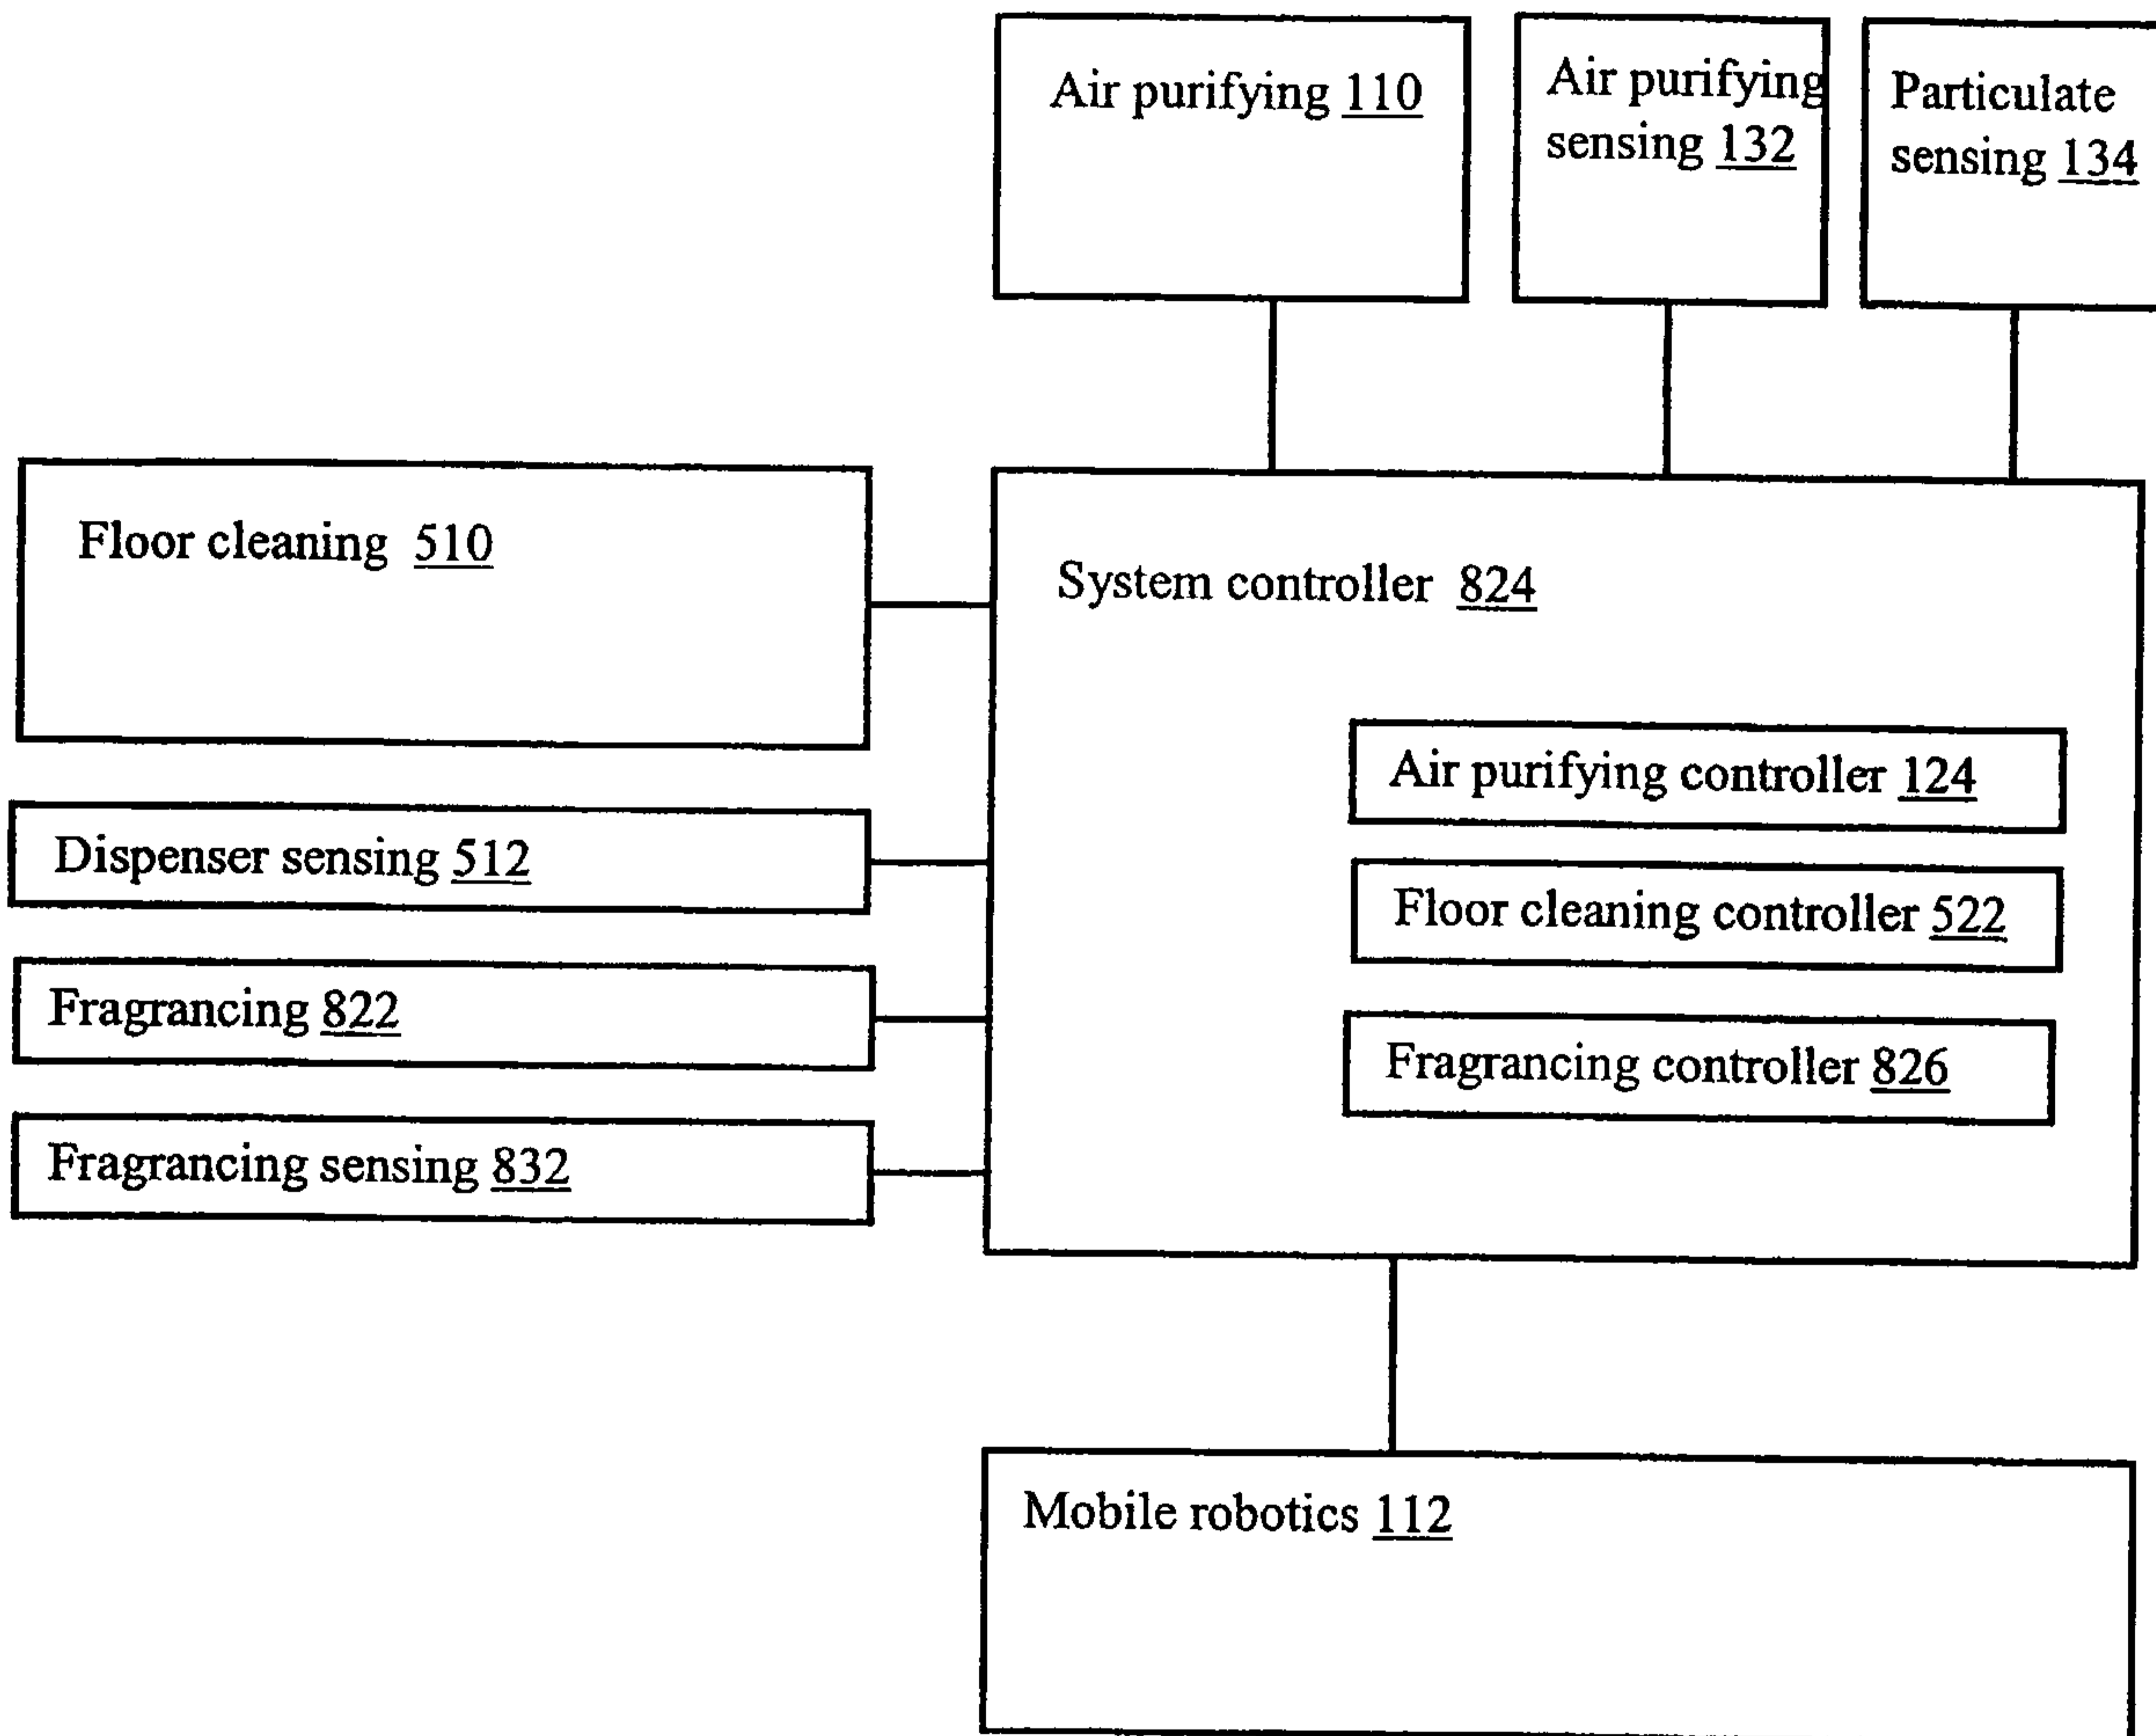 Air purifying 110
Air purifying
sensing 132
Particulate
sensing 134
Floor cleaning 510
System controller 824
Air purifying controller 124
Dispenser sensing 512
Floor cleaning controller 522
Fragrancing 822
Fragrancing controller 826
Fragrancing sensing 832
Mobile robotics 112